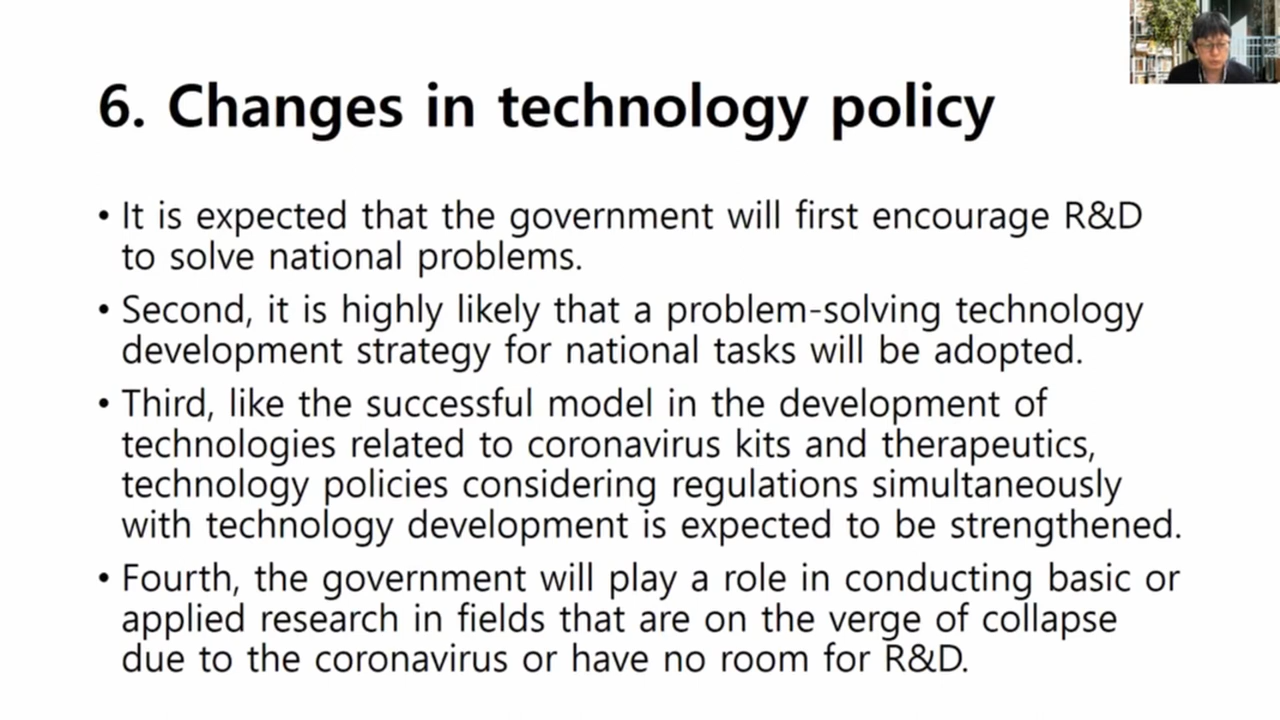 6. Changes in technology policy
• It is expected that the government will first encourage R&D
to solve national problems.
• Second, it is highly likely that a problem-solving technology
development strategy for national tasks will be adopted.
• Third, like the successful model in the development of
technologies related to coronavirus kits and therapeutics,
technology policies considering regulations simultaneously
with technology development is expected to be strengthened.
• Fourth, the government will play a role in conducting basic or
applied research in fields that are on the verge of collapse
due to the coronavirus or have no room for R&D.